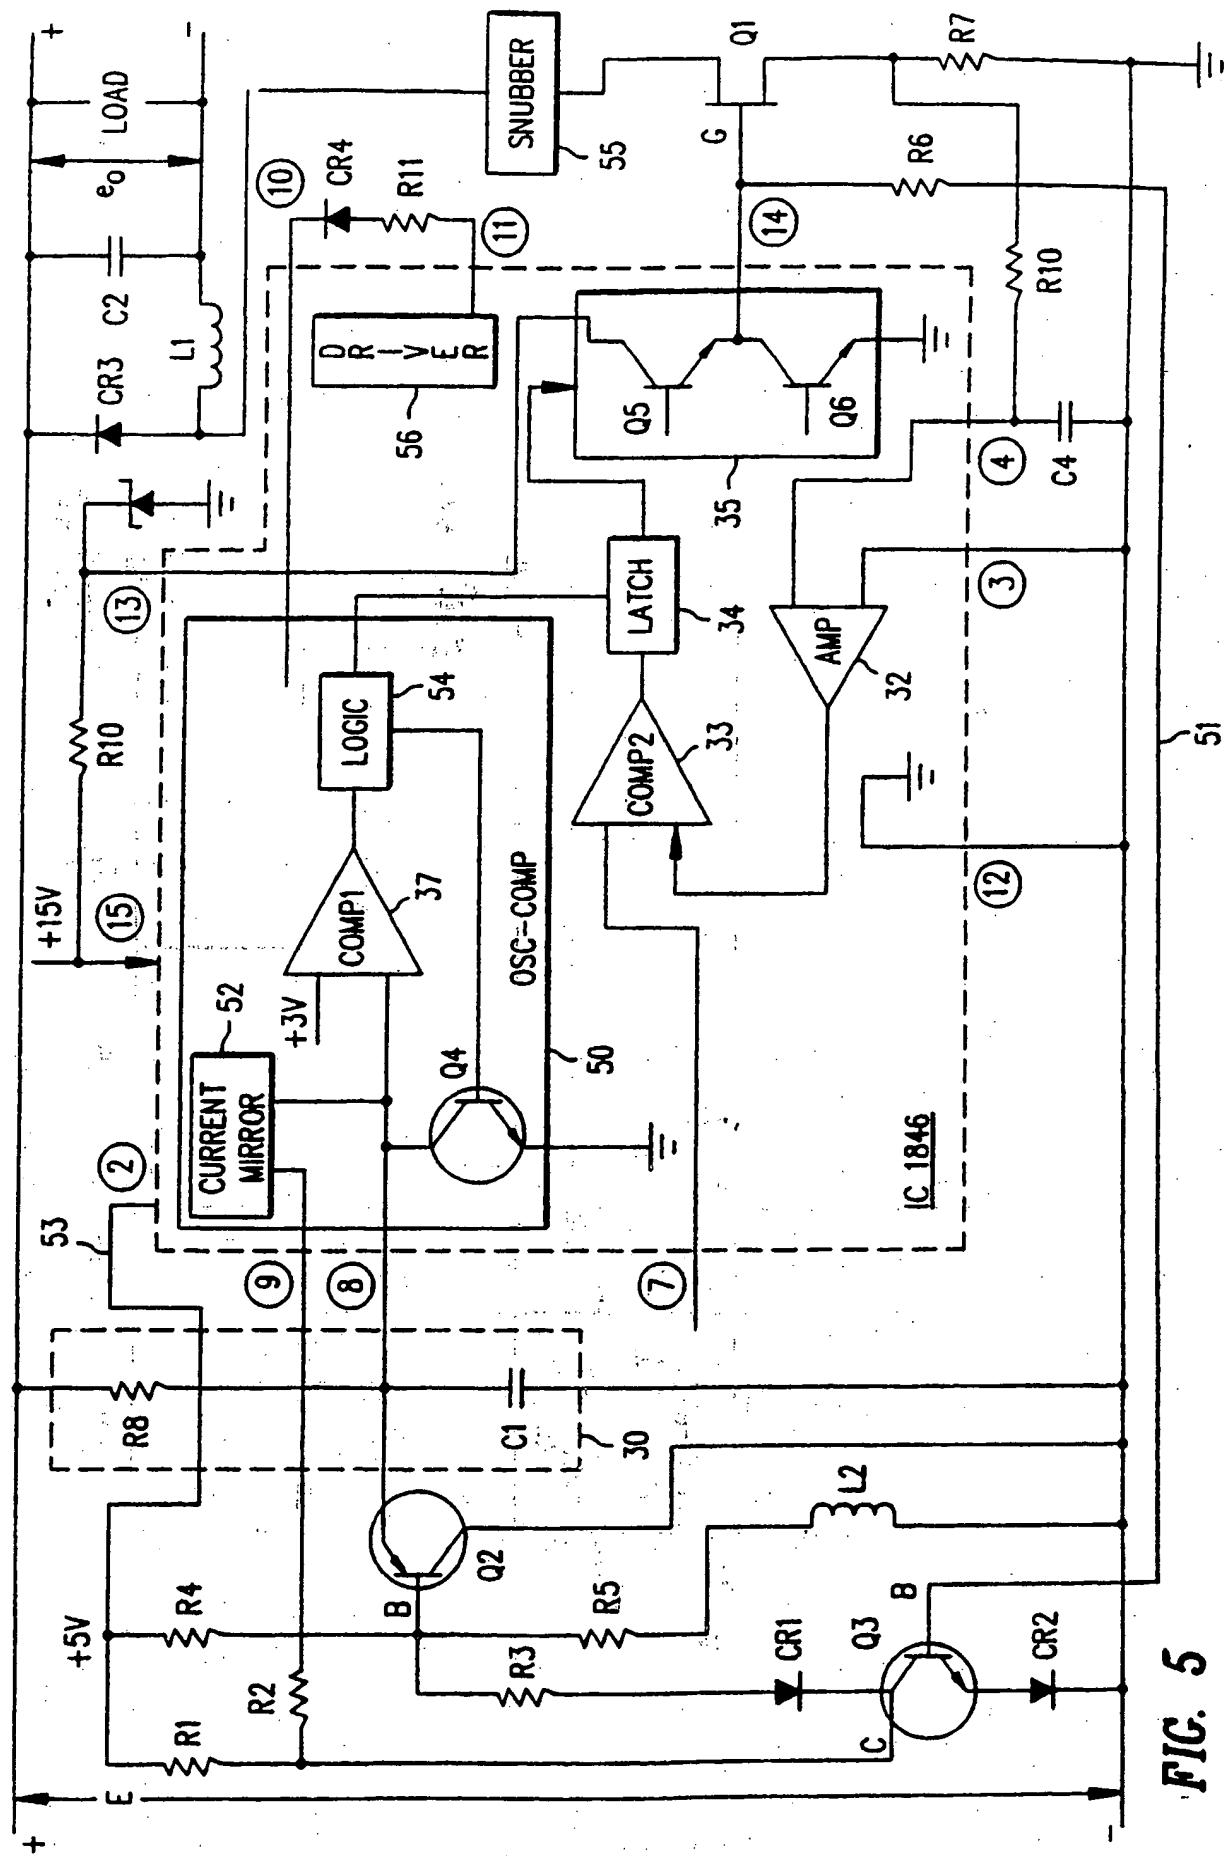 +
E
-
+5V
R1
R4
R2
R3
B
R5
Q2
CR1
C
Q3
B
CR2
L2
R8
C1
30
53
2
9
8
7
+15V
15
R10
13
CURRENT
MIRROR
52
+3V
COMP1
37
Q4
LOGIC
54
OSC-COMP
50
IC 1846
COMP2
33
LATCH
34
AMP
32
12
3
4
C4
R10
51
35
Q5
Q6
DRIVER
56
11
R11
CR4
10
14
CR3
L1
C2
e₀
LOAD
+
-
SNUBBER
55
G
Q1
R6
R7
FIG. 5